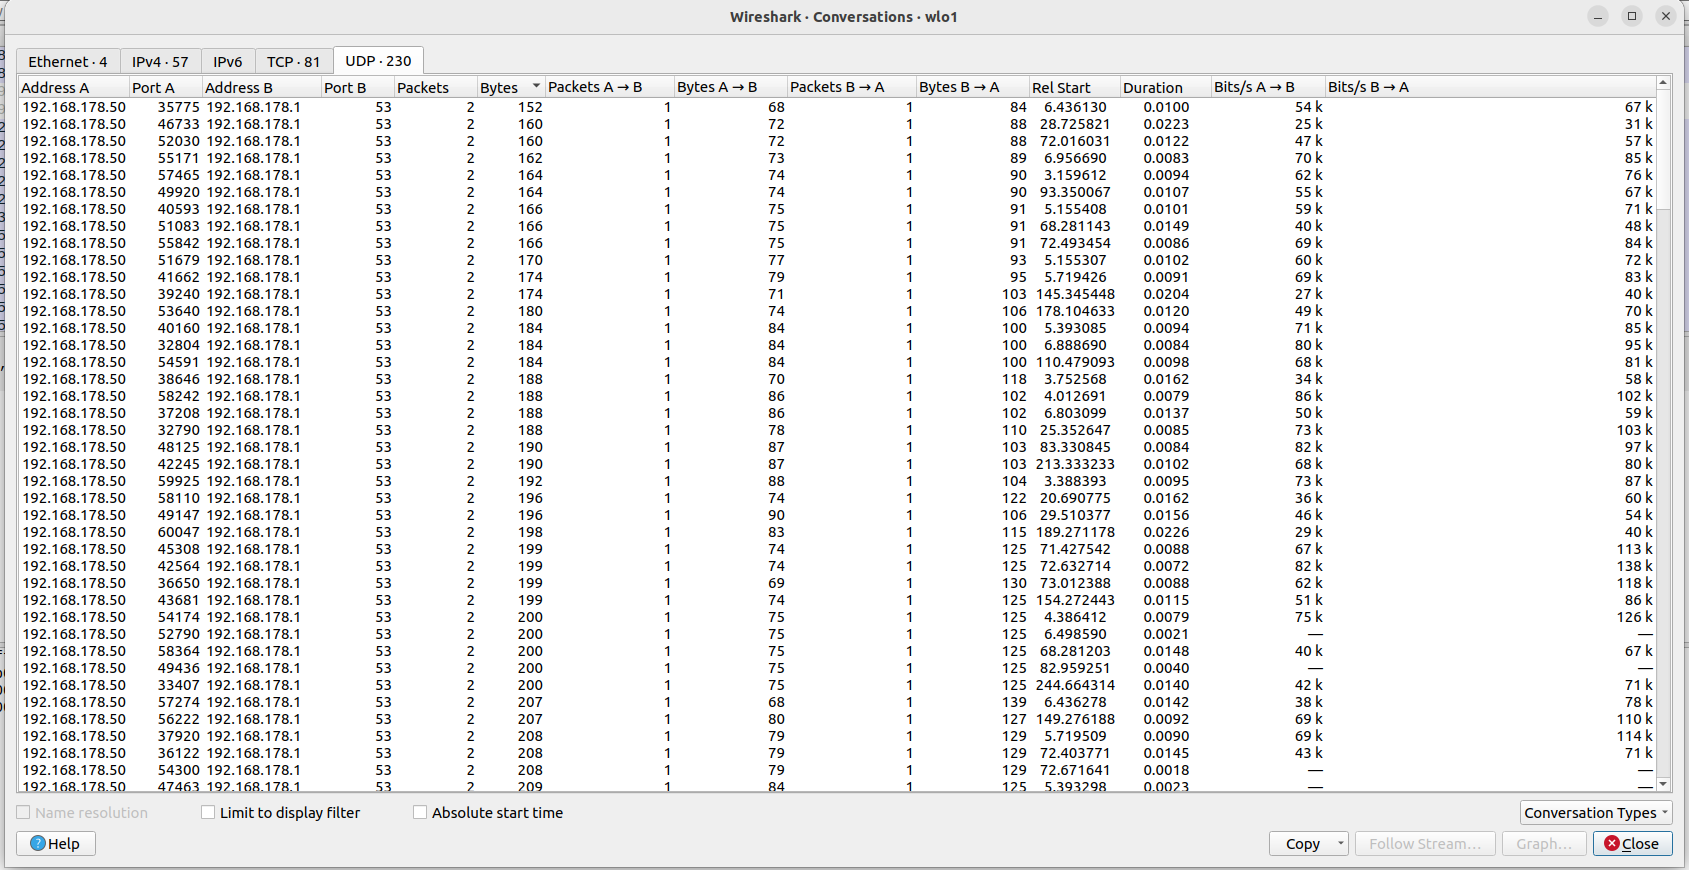 Wireshark · Conversations · wlo1
Ethernet · 4 IPv4 · 57 IPv6 TCP · 81 UDP · 230
Address A Port A Address B Port B Packets Bytes Packets A → B Bytes A → B Packets B → A Bytes B → A Rel Start Duration Bits/s A → B Bits/s B → A
192.168.178.50 35775 192.168.178.1 53 2 152 1 68 1 84 6.436130 0.0100 54 k 67 k
192.168.178.50 46733 192.168.178.1 53 2 160 1 72 1 88 28.725821 0.0223 25 k 31 k
192.168.178.50 52030 192.168.178.1 53 2 160 1 72 1 88 72.016031 0.0122 47 k 57 k
192.168.178.50 55171 192.168.178.1 53 2 162 1 73 1 89 6.956690 0.0083 70 k 85 k
192.168.178.50 57465 192.168.178.1 53 2 164 1 74 1 90 3.159612 0.0094 62 k 76 k
192.168.178.50 49920 192.168.178.1 53 2 164 1 74 1 90 93.350067 0.0107 55 k 67 k
192.168.178.50 40593 192.168.178.1 53 2 166 1 75 1 91 5.155408 0.0101 59 k 71 k
192.168.178.50 51083 192.168.178.1 53 2 166 1 75 1 91 68.281143 0.0149 40 k 48 k
192.168.178.50 55842 192.168.178.1 53 2 166 1 75 1 91 72.493454 0.0086 69 k 84 k
192.168.178.50 51679 192.168.178.1 53 2 170 1 77 1 93 5.155307 0.0102 60 k 72 k
192.168.178.50 41662 192.168.178.1 53 2 174 1 79 1 95 5.719426 0.0091 69 k 83 k
192.168.178.50 39240 192.168.178.1 53 2 174 1 71 1 103 145.345448 0.0204 27 k 40 k
192.168.178.50 53640 192.168.178.1 53 2 180 1 74 1 106 178.104633 0.0120 49 k 70 k
192.168.178.50 40160 192.168.178.1 53 2 184 1 84 1 100 5.393085 0.0094 71 k 85 k
192.168.178.50 32804 192.168.178.1 53 2 184 1 84 1 100 6.888690 0.0084 80 k 95 k
192.168.178.50 54591 192.168.178.1 53 2 184 1 84 1 100 110.479093 0.0098 68 k 81 k
192.168.178.50 38646 192.168.178.1 53 2 188 1 70 1 118 3.752568 0.0162 34 k 58 k
192.168.178.50 58242 192.168.178.1 53 2 188 1 86 1 102 4.012691 0.0079 86 k 102 k
192.168.178.50 37208 192.168.178.1 53 2 188 1 86 1 102 6.803099 0.0137 50 k 59 k
192.168.178.50 32790 192.168.178.1 53 2 188 1 78 1 110 25.352647 0.0085 73 k 103 k
192.168.178.50 48125 192.168.178.1 53 2 190 1 87 1 103 83.330845 0.0084 82 k 97 k
192.168.178.50 42245 192.168.178.1 53 2 190 1 87 1 103 213.333233 0.0102 68 k 80 k
192.168.178.50 59925 192.168.178.1 53 2 192 1 88 1 104 3.388393 0.0095 73 k 87 k
192.168.178.50 58110 192.168.178.1 53 2 196 1 74 1 122 20.690775 0.0162 36 k 60 k
192.168.178.50 49147 192.168.178.1 53 2 196 1 90 1 106 29.510377 0.0156 46 k 54 k
192.168.178.50 60047 192.168.178.1 53 2 198 1 83 1 115 189.271178 0.0226 29 k 40 k
192.168.178.50 45308 192.168.178.1 53 2 199 1 74 1 125 71.427542 0.0088 67 k 113 k
192.168.178.50 42564 192.168.178.1 53 2 199 1 74 1 125 72.632714 0.0072 82 k 138 k
192.168.178.50 36650 192.168.178.1 53 2 199 1 69 1 130 73.012388 0.0088 62 k 118 k
192.168.178.50 43681 192.168.178.1 53 2 199 1 74 1 125 154.272443 0.0115 51 k 86 k
192.168.178.50 54174 192.168.178.1 53 2 200 1 75 1 125 4.386412 0.0079 75 k 126 k
192.168.178.50 52790 192.168.178.1 53 2 200 1 75 1 125 6.498590 0.0021 — —
192.168.178.50 58364 192.168.178.1 53 2 200 1 75 1 125 68.281203 0.0148 40 k 67 k
192.168.178.50 49436 192.168.178.1 53 2 200 1 75 1 125 82.959251 0.0040 — —
192.168.178.50 33407 192.168.178.1 53 2 200 1 75 1 125 244.664314 0.0140 42 k 71 k
192.168.178.50 57274 192.168.178.1 53 2 207 1 68 1 139 6.436278 0.0142 38 k 78 k
192.168.178.50 56222 192.168.178.1 53 2 207 1 80 1 127 149.276188 0.0092 69 k 110 k
192.168.178.50 37920 192.168.178.1 53 2 208 1 79 1 129 5.719509 0.0090 69 k 114 k
192.168.178.50 36122 192.168.178.1 53 2 208 1 79 1 129 72.403771 0.0145 43 k 71 k
192.168.178.50 54300 192.168.178.1 53 2 208 1 79 1 129 72.671641 0.0018 — —
192.168.178.50 47463 192.168.178.1 53 2 209 1 84 1 125 5.393298 0.0023 — —
Name resolution Limit to display filter Absolute start time Conversation Types
Help Copy Follow Stream... Graph... Close